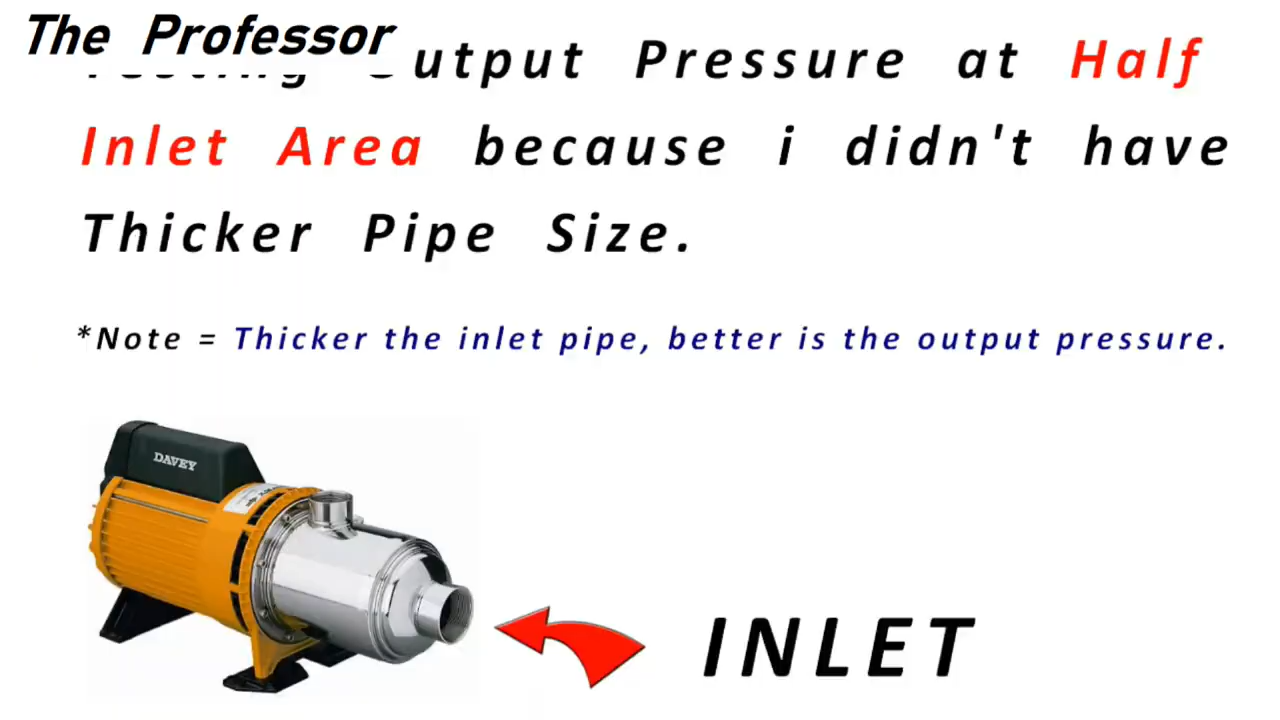 The Professor
utput Pressure at Half
Inlet Area because i didn't have
Thicker Pipe Size.
*Note = Thicker the inlet pipe, better is the output pressure.
DAVEY
INLET